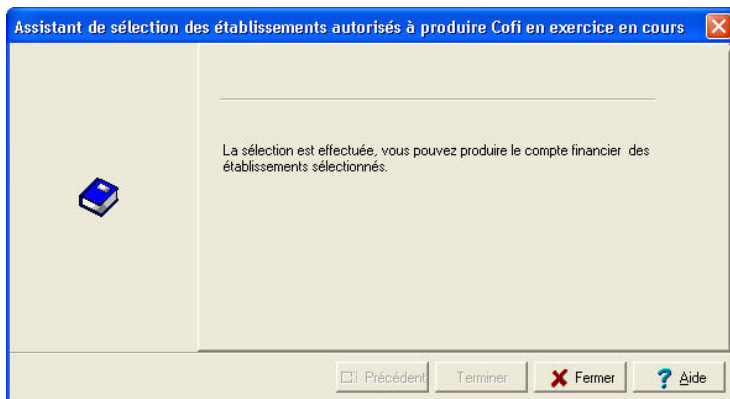 Assistant de sélection des établissements autorisés à produire Cofi en exercice en cours
La sélection est effectuée, vous pouvez produire le compte financier des
établissements sélectionnés.
Précédent Terminer Fermer ? Aide